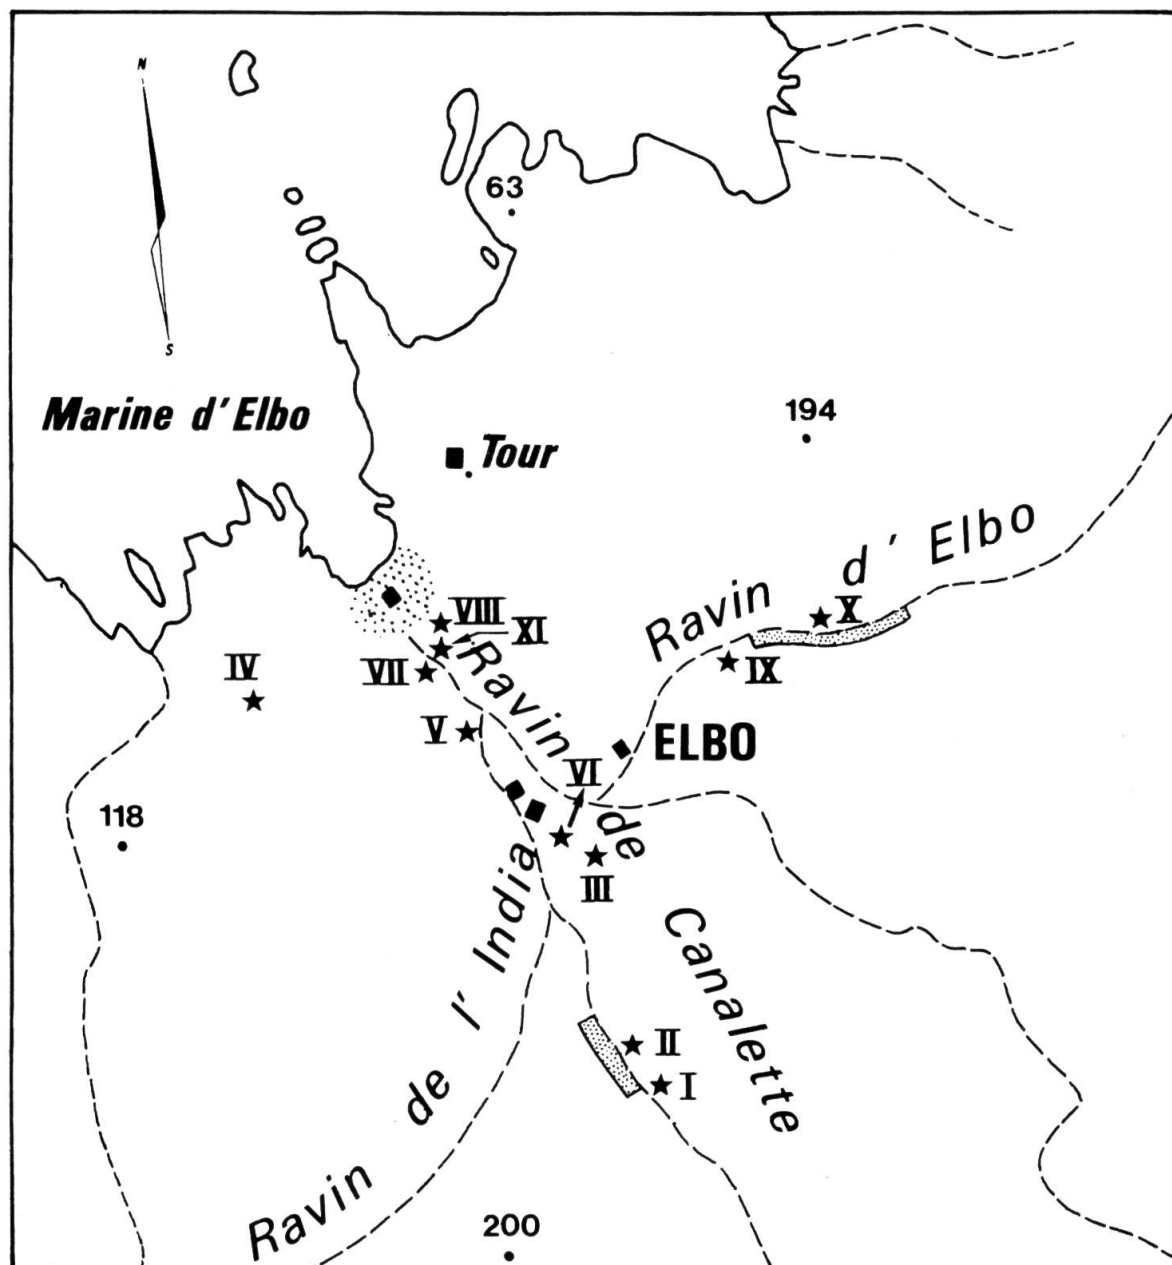 N
63
S
Marine d'Elbo
194
Tour
Ravin d'Elbo
VIII
X
XI
IV
VII
IX
V
Ravin de Canalette
ELBO
VI
118
III
Ravin de l'India
II
I
200